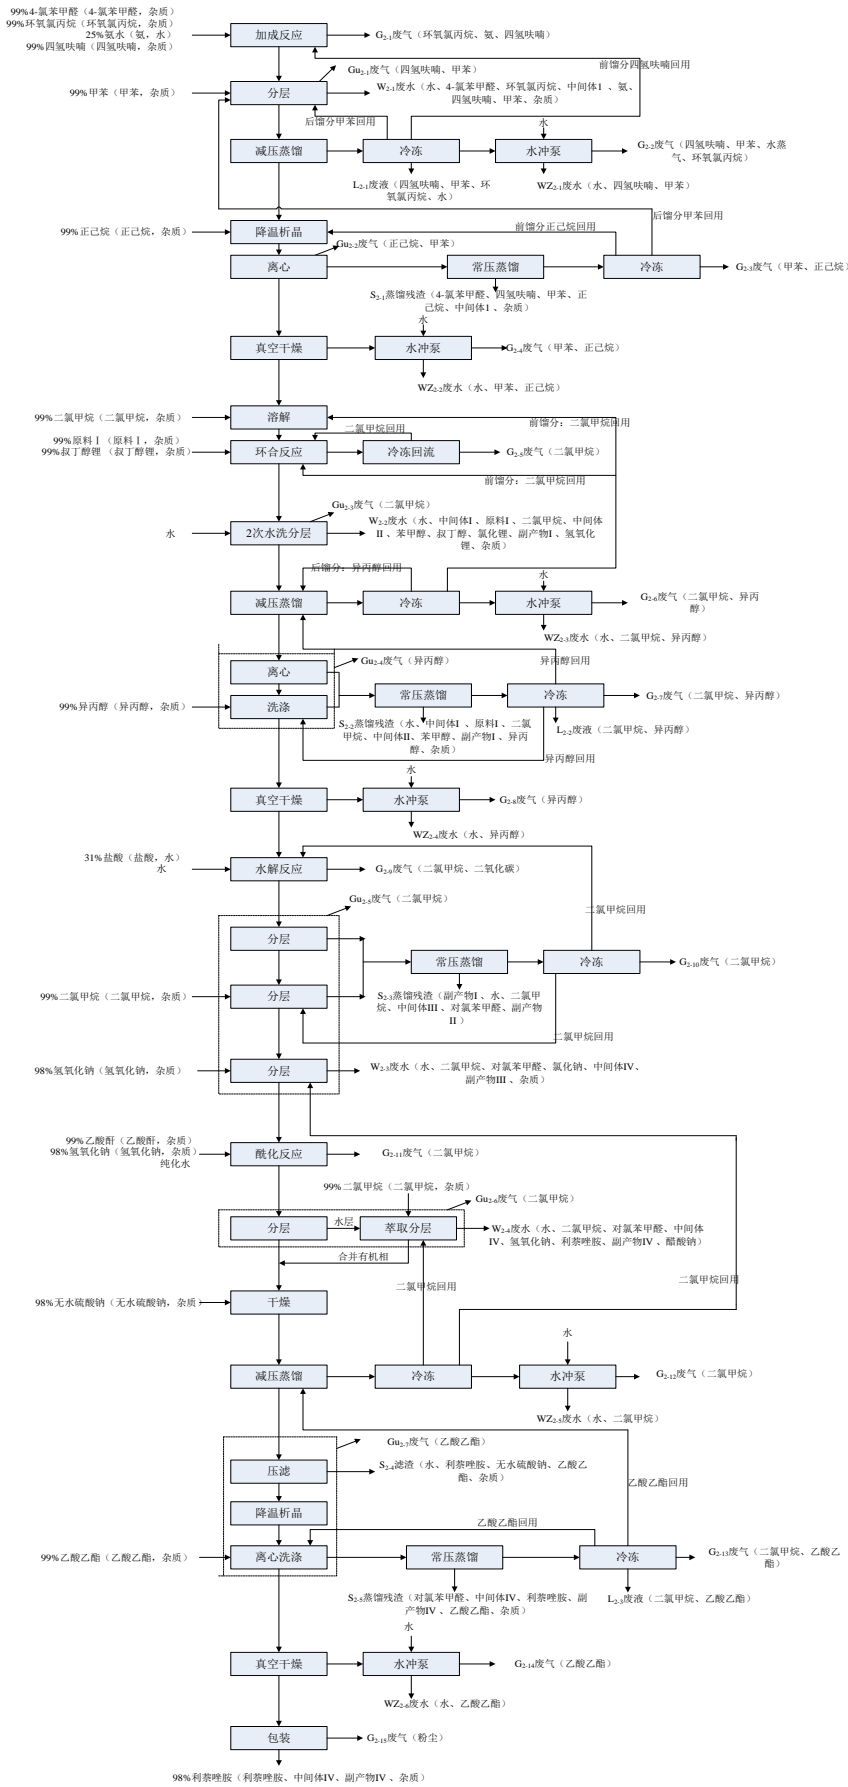 99%4-氯苯甲醛（4-氯苯甲醛，杂质）
99%环氧氯丙烷（环氧氯丙烷，杂质）
25%氨水（氨，水）
99%四氢呋喃（四氢呋喃，杂质）
加成反应
G₂₋₁废气（环氧氯丙烷、氨、四氢呋喃）
前馏分四氢呋喃回用
Gu₂₋₁废气（四氢呋喃、甲苯）
99%甲苯（甲苯，杂质）
分层
W₂₋₁废水（水、4-氯苯甲醛、环氧氯丙烷、中间体1 、氨、
四氢呋喃、甲苯、杂质）
后馏分甲苯回用
水
减压蒸馏
冷冻
水冲泵
G₂₋₂废气（四氢呋喃、甲苯、水蒸
气、环氧氯丙烷）
L₂₋₁废液（四氢呋喃、甲苯、环
氧氯丙烷、水）
WZ₂₋₁废水（水、四氢呋喃、甲苯）
后馏分甲苯回用
99%正己烷（正己烷，杂质）
降温析晶
前馏分正己烷回用
Gu₂₋₂废气（正己烷、甲苯）
离心
常压蒸馏
冷冻
G₂₋₃废气（甲苯、正己烷）
S₂₋₁蒸馏残渣（4-氯苯甲醛、四氢呋喃、甲苯、正
己烷、中间体1 、杂质）
水
真空干燥
水冲泵
G₂₋₄废气（甲苯、正己烷）
WZ₂₋₂废水（水、甲苯、正己烷）
99%二氯甲烷（二氯甲烷，杂质）
溶解
前馏分：二氯甲烷回用
二氯甲烷回用
99%原料Ⅰ（原料Ⅰ，杂质）
99%叔丁醇锂 （叔丁醇锂，杂质）
环合反应
冷冻回流
G₂₋₅废气（二氯甲烷）
前馏分：二氯甲烷回用
Gu₂₋₃废气（二氯甲烷）
水
2次水洗分层
W₂₋₂废水（水、中间体I 、原料I 、二氯甲烷、中间体
II 、苯甲醇、叔丁醇、氯化锂、副产物I 、氢氧化
锂、杂质）
后馏分：异丙醇回用
水
减压蒸馏
冷冻
水冲泵
G₂₋₆废气（二氯甲烷、异丙
醇）
WZ₂₋₃废水（水、二氯甲烷、异丙醇）
离心
Gu₂₋₄废气（异丙醇）
异丙醇回用
99%异丙醇（异丙醇，杂质）
洗涤
常压蒸馏
冷冻
G₂₋₇废气（二氯甲烷、异丙醇）
S₂₋₂蒸馏残渣（水、中间体I 、原料I 、二氯
甲烷、中间体II、苯甲醇、副产物I 、异丙
醇、杂质）
L₂₋₂废液（二氯甲烷、异丙醇）
异丙醇回用
水
真空干燥
水冲泵
G₂₋₈废气（异丙醇）
WZ₂₋₄废水（水、异丙醇）
31%盐酸（盐酸，水）
水
水解反应
G₂₋₉废气（二氯甲烷、二氧化碳）
Gu₂₋₅废气（二氯甲烷）
二氯甲烷回用
分层
常压蒸馏
冷冻
G₂₋₁₀废气（二氯甲烷）
99%二氯甲烷（二氯甲烷，杂质）
分层
S₂₋₃蒸馏残渣（副产物I 、水、二氯甲
烷、中间体III 、对氯苯甲醛、副产物
II ）
二氯甲烷回用
98%氢氧化钠（氢氧化钠，杂质）
分层
W₂₋₃废水（水、二氯甲烷、对氯苯甲醛、氯化钠、中间体IV、
副产物III 、杂质）
99%乙酸酐（乙酸酐，杂质）
98%氢氧化钠（氢氧化钠，杂质）
纯化水
酰化反应
G₂₋₁₁废气（二氯甲烷）
99%二氯甲烷（二氯甲烷，杂质）
Gu₂₋₆废气（二氯甲烷）
分层
水层
萃取分层
W₂₋₄废水（水、二氯甲烷、对氯苯甲醛、中间体
IV、氢氧化钠、利萘唑胺、副产物IV 、醋酸钠）
合并有机相
二氯甲烷回用
二氯甲烷回用
98%无水硫酸钠（无水硫酸钠，杂质）
干燥
水
减压蒸馏
冷冻
水冲泵
G₂₋₁₂废气（二氯甲烷）
WZ₂₋₅废水（水、二氯甲烷）
Gu₂₋₇废气（乙酸乙酯）
压滤
S₂₋₄滤渣（水、利萘唑胺、无水硫酸钠、乙酸乙
酯、杂质）
乙酸乙酯回用
降温析晶
乙酸乙酯回用
99%乙酸乙酯（乙酸乙酯，杂质）
离心洗涤
常压蒸馏
冷冻
G₂₋₁₃废气（二氯甲烷、乙酸乙
酯）
S₂₋₅蒸馏残渣（对氯苯甲醛、中间体IV、利萘唑胺、副
产物IV 、乙酸乙酯、杂质）
L₂₋₃废液（二氯甲烷、乙酸乙酯）
水
真空干燥
水冲泵
G₂₋₁₄废气（乙酸乙酯）
WZ₂₋₆废水（水、乙酸乙酯）
包装
G₂₋₁₅废气（粉尘）
98%利萘唑胺（利萘唑胺、中间体IV、副产物IV 、杂质）